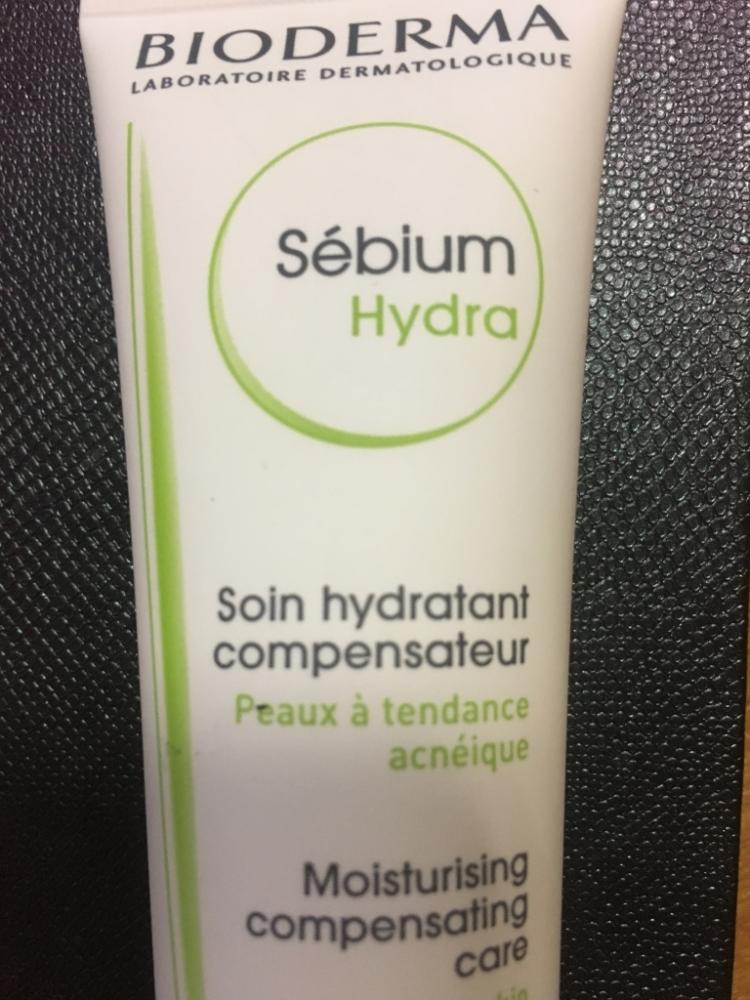 BIODERMA
LABORATOIRE DERMATOLOGIQUE
Sébium
Hydra
Soin hydratant
compensateur
Peaux à tendance
acnéique
Moisturising
compensating
care